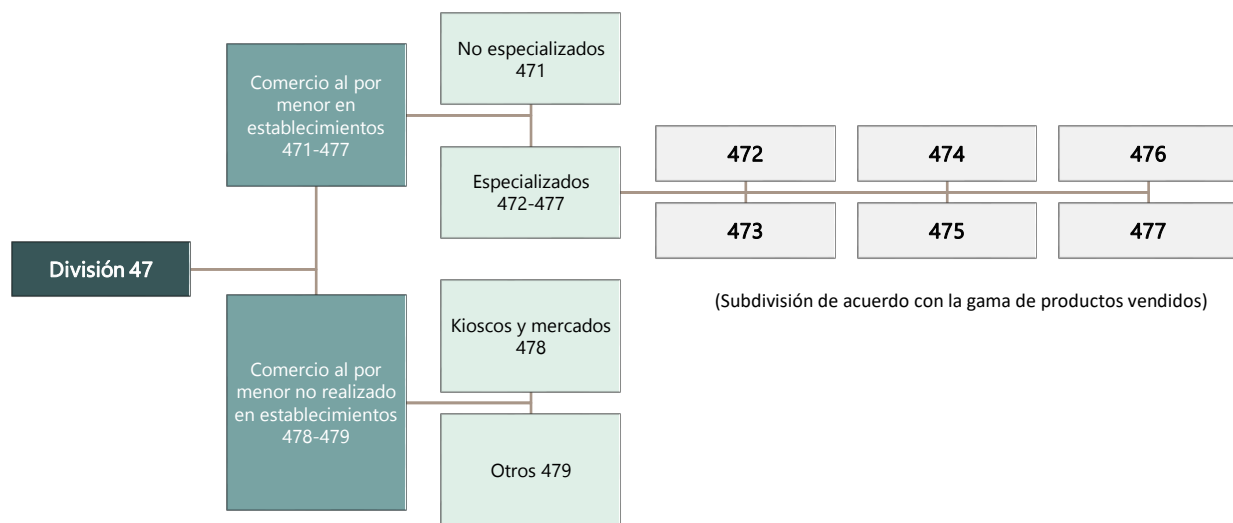 División 47
Comercio al por
menor en
establecimientos
471-477
No especializados
471
Especializados
472-477
472
474
476
473
475
477
(Subdivisión de acuerdo con la gama de productos vendidos)
Comercio al por
menor no realizado
en establecimientos
478-479
Kioscos y mercados
478
Otros 479